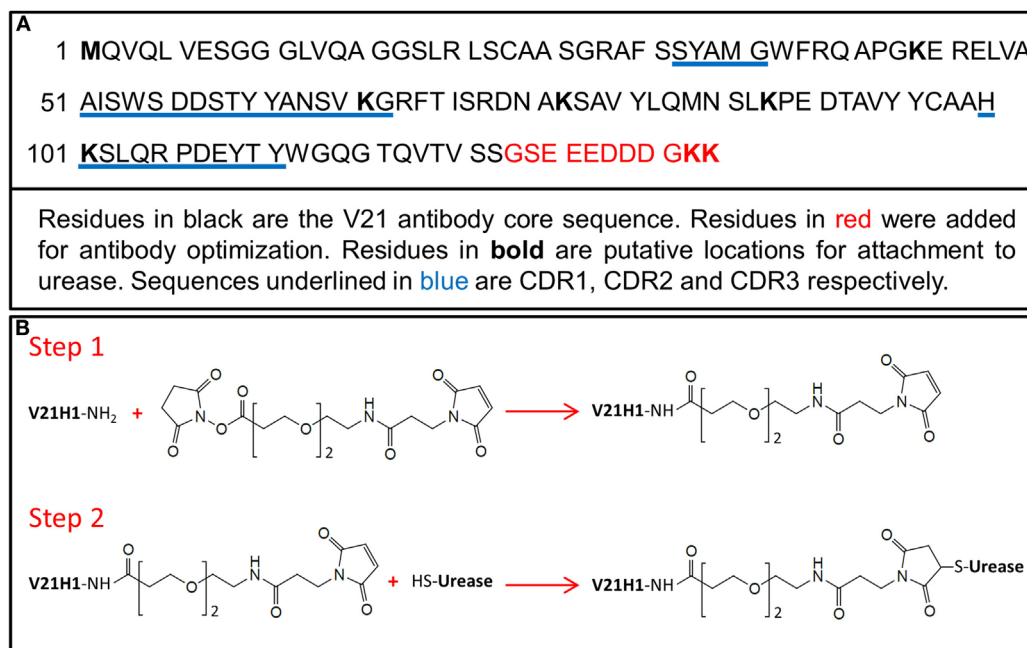 A
1 MQVQL VESGG GLVQA GGSLR LSCAA SGRAF SSYAM GWFRQ APGKE RELVA
51 AISWS DDSTY YANSV KGRFT ISRDN AKSAV YLQMN SLKPE DTAVY YCAAH
101 KSLQR PDEYT YWGQG TQVTV SSGSE EEDDD GKK
Residues in black are the V21 antibody core sequence. Residues in red were added
for antibody optimization. Residues in bold are putative locations for attachment to
urease. Sequences underlined in blue are CDR1, CDR2 and CDR3 respectively.
B
Step 1
V21H1-NH2 + O N O O O O 2 H N O N O O V21H1-NH O O 2 H N O N O O
Step 2
V21H1-NH O O 2 H N O N O O + HS-Urease V21H1-NH O O 2 H N O N O O S-Urease